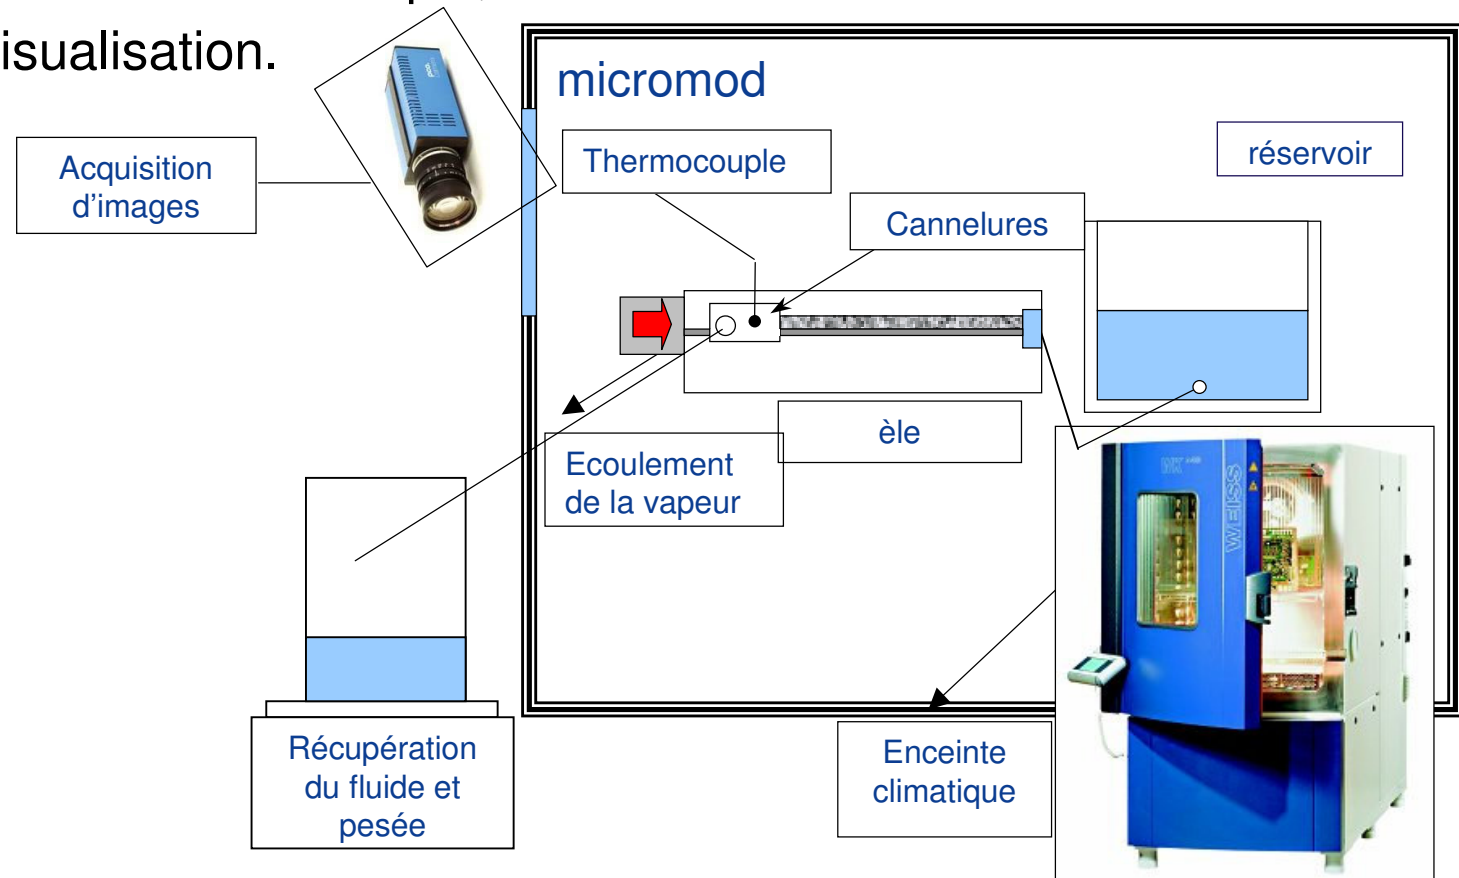 isualisation.
micromod
Acquisition
d'images
Thermocouple
réservoir
Cannelures
èle
Ecoulement
de la vapeur
WEISS
Récupération
du fluide et
pesée
Enceinte
climatique